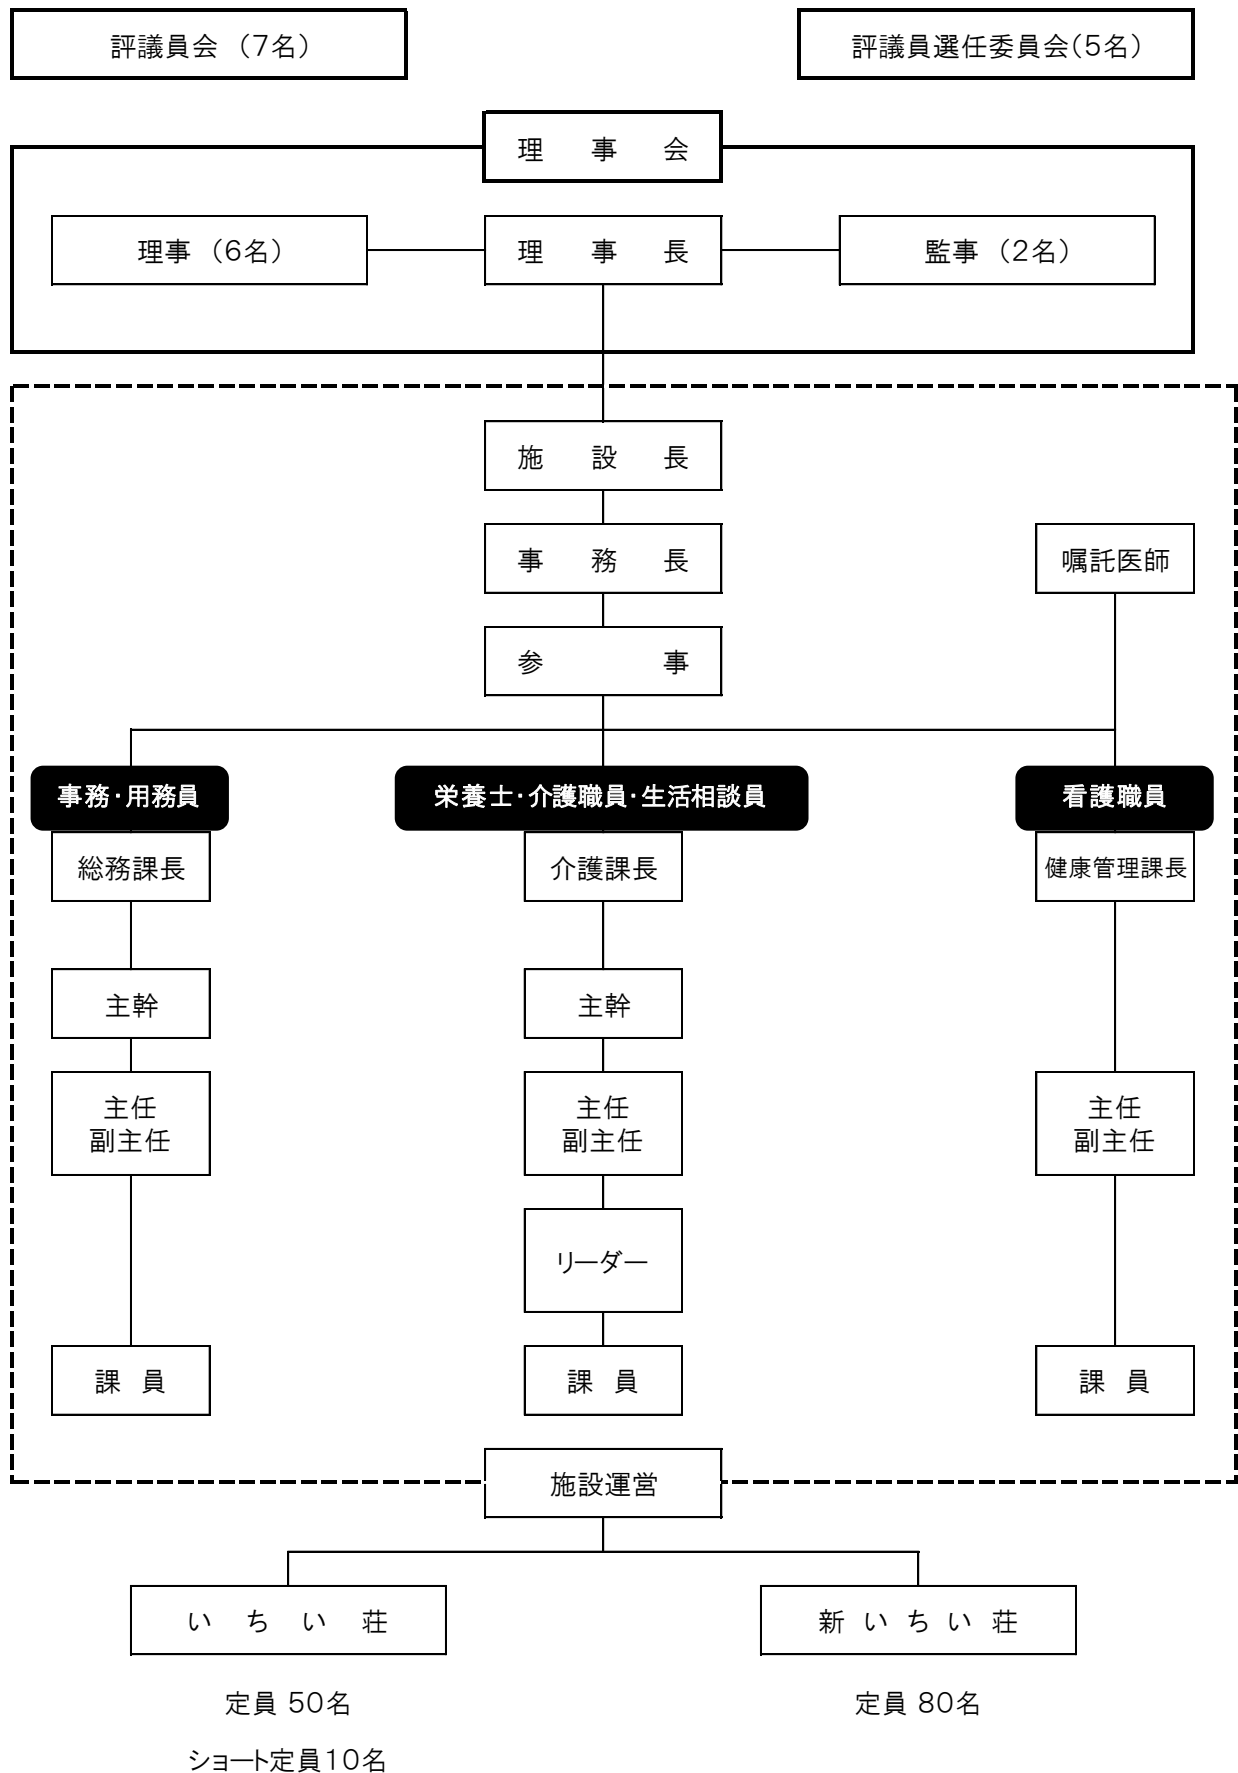 評議員会 （7名）
評議員選任委員会（5名）
理 事 会
理事 （6名）
理 事 長
監事 （2名）
施 設 長
事 務 長
嘱託医師
参 事
事務・用務員
栄養士・介護職員・生活相談員
看護職員
総務課長
介護課長
健康管理課長
主幹
主幹
主任
副主任
主任
副主任
主任
副主任
リーダー
課 員
課 員
課 員
施設運営
い ち い 荘
新 い ち い 荘
定員 50名
定員 80名
ショート定員10名